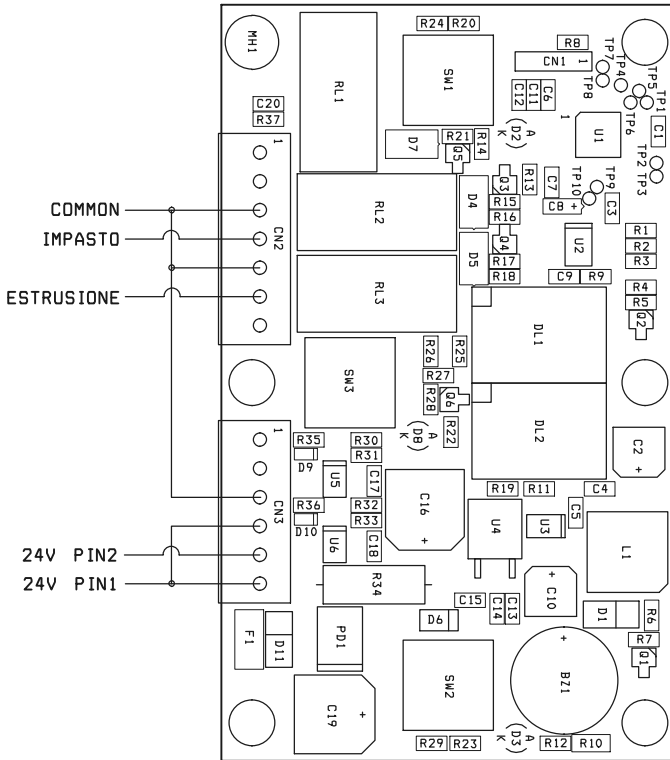 R24 R20
R8
MH1
CN1 1
TP7
TP4
TP8
TP5
TP1
TP6
RL1
SW1
C20
R37
C12 C11 C6
A
D2
K
1
U1
C1
D7
R21
Q5
R14
TP2
TP3
1
Q3
R13
C7
TP9
TP10
COMMON
RL2
D4
R15
R16
C8 +
C3
IMPASTO
CN2
Q4
U2
R1
R2
R3
R17
R18
D5
C9 R9
ESTRUSIONE
RL3
R4
R5
Q2
DL1
R26 R25
SW3
R27
R28
Q6
DL2
A
D8
K
R22
1
R35
D9
R30
R31
C2
+
U5
C17
CN3
R36
D10
R32
R33
C16
+
R19 R11 C4
U4
U3
C5
L1
24V PIN2
U6
C18
24V PIN1
R34
C15
C14 C13
+
C10
D1
R6
F1
D11
PD1
D6
+
BZ1
R7
Q1
SW2
C19
+
R29 R23
A
D3
K
R12 R10